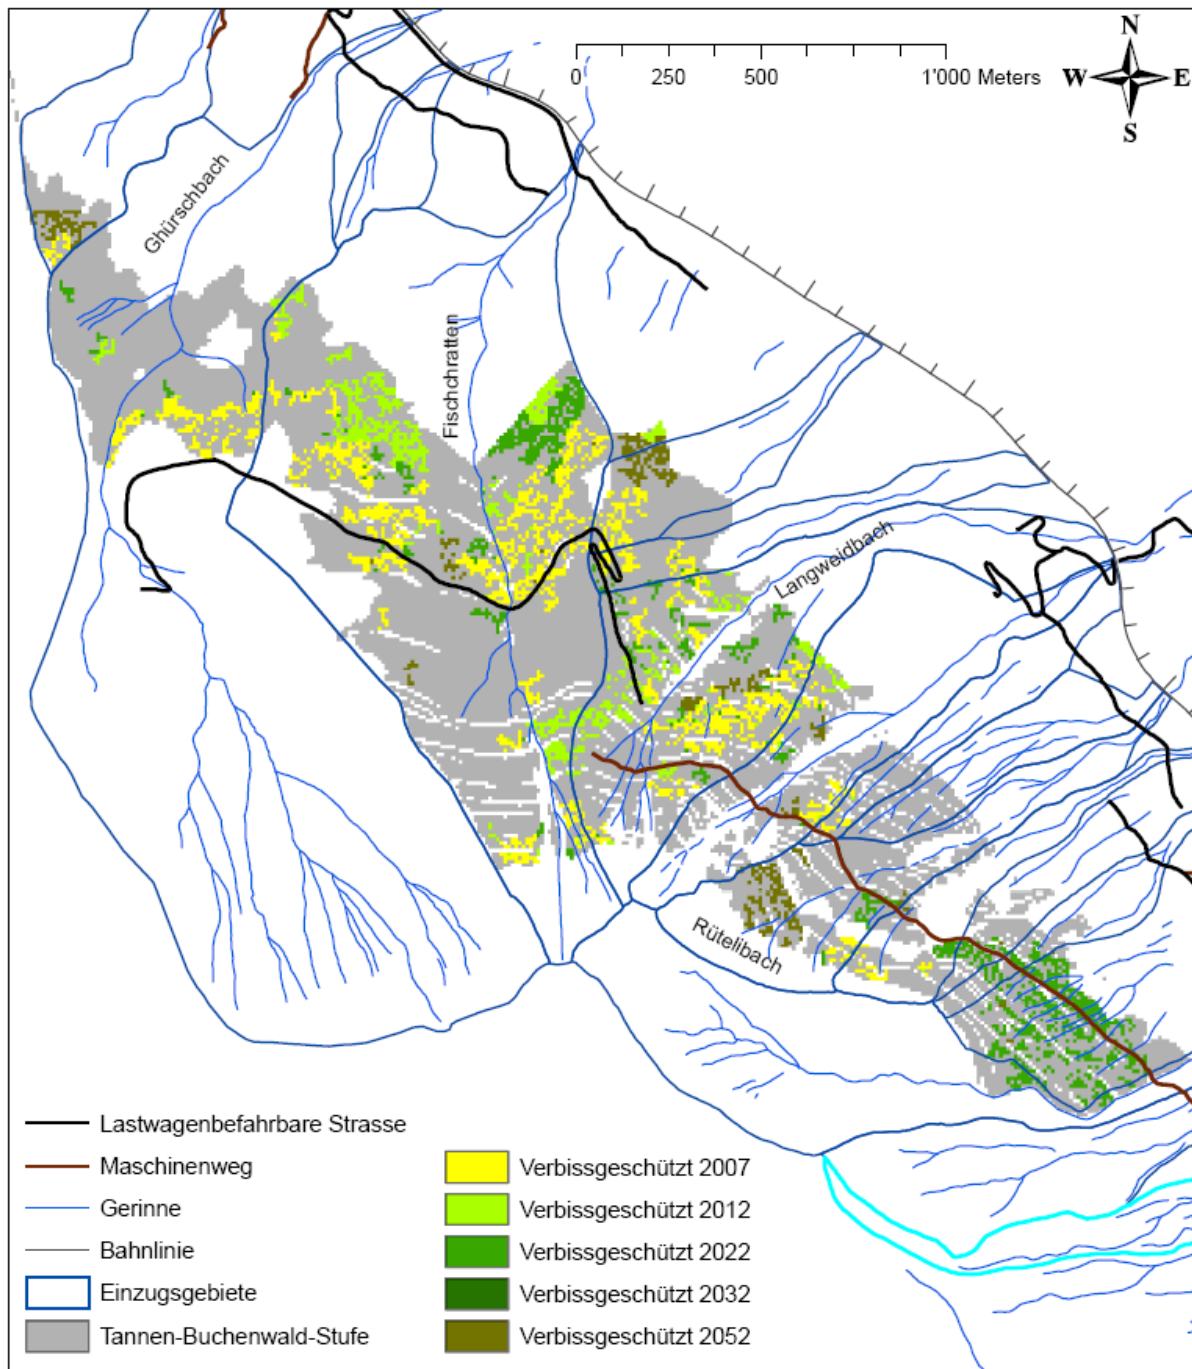 N
W E
S
0 250 500 1'000 Meters
Ghürschbach
Fischchratten
Langweidbach
Rütelibach
Lastwagenbefahrbare Strasse
Maschinenweg
Gerinne
Bahnlinie
Einzugsgebiete
Tannen-Buchenwald-Stufe
Verbissgeschützt 2007
Verbissgeschützt 2012
Verbissgeschützt 2022
Verbissgeschützt 2032
Verbissgeschützt 2052